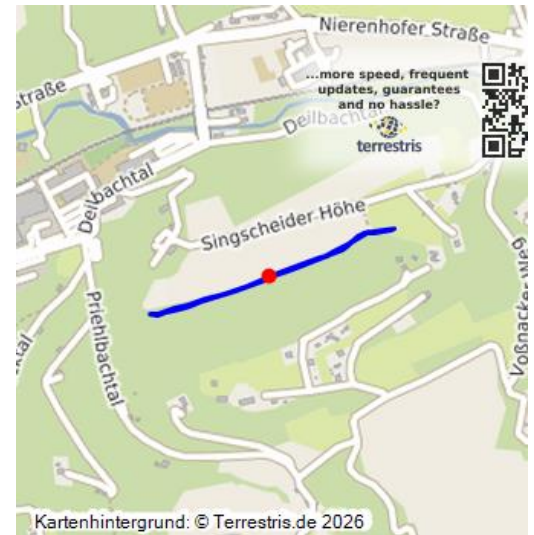 Nierenhofer Straße
...more speed, frequent
updates, guarantees
and no hassle?
terrestris
straße
Deilbachtal
Deilbachtal
Singscheider Höhe
Voßnacker Weg
Priehlbachtal
ktal
Kartenhintergrund: © Terrestris.de 2026